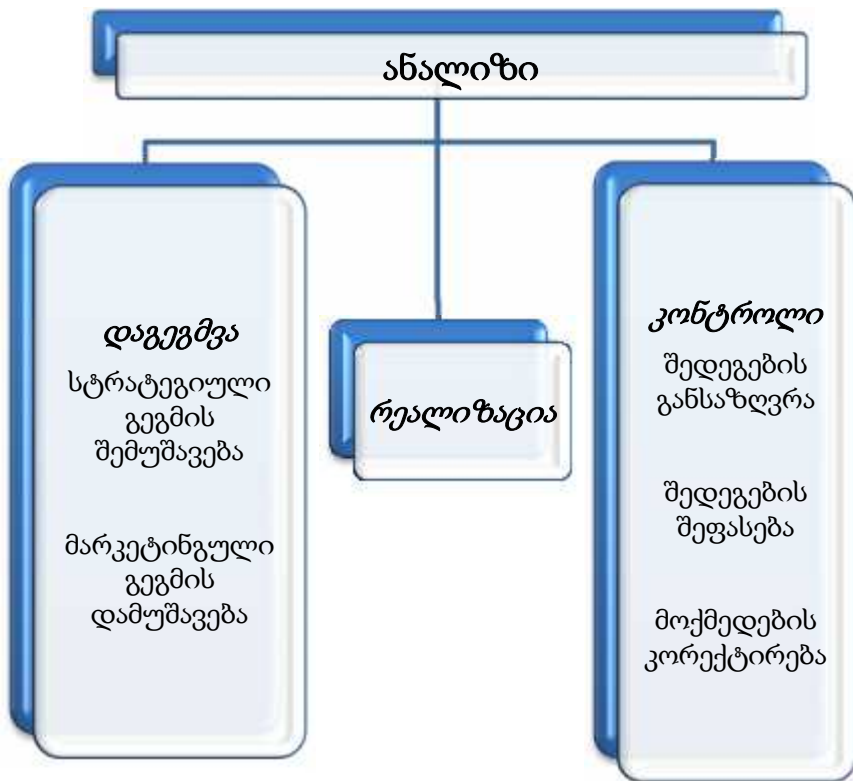 ანალიზი
დაგეგმვა
სტრატეგიული
გეგმის
შემუშავება
მარკეტინგული
გეგმის
დამუშავება
რეალიზაცია
კონტროლი
შედეგების
განსაზღვრა
შედეგების
შეფასება
მოქმედების
კორექტირება